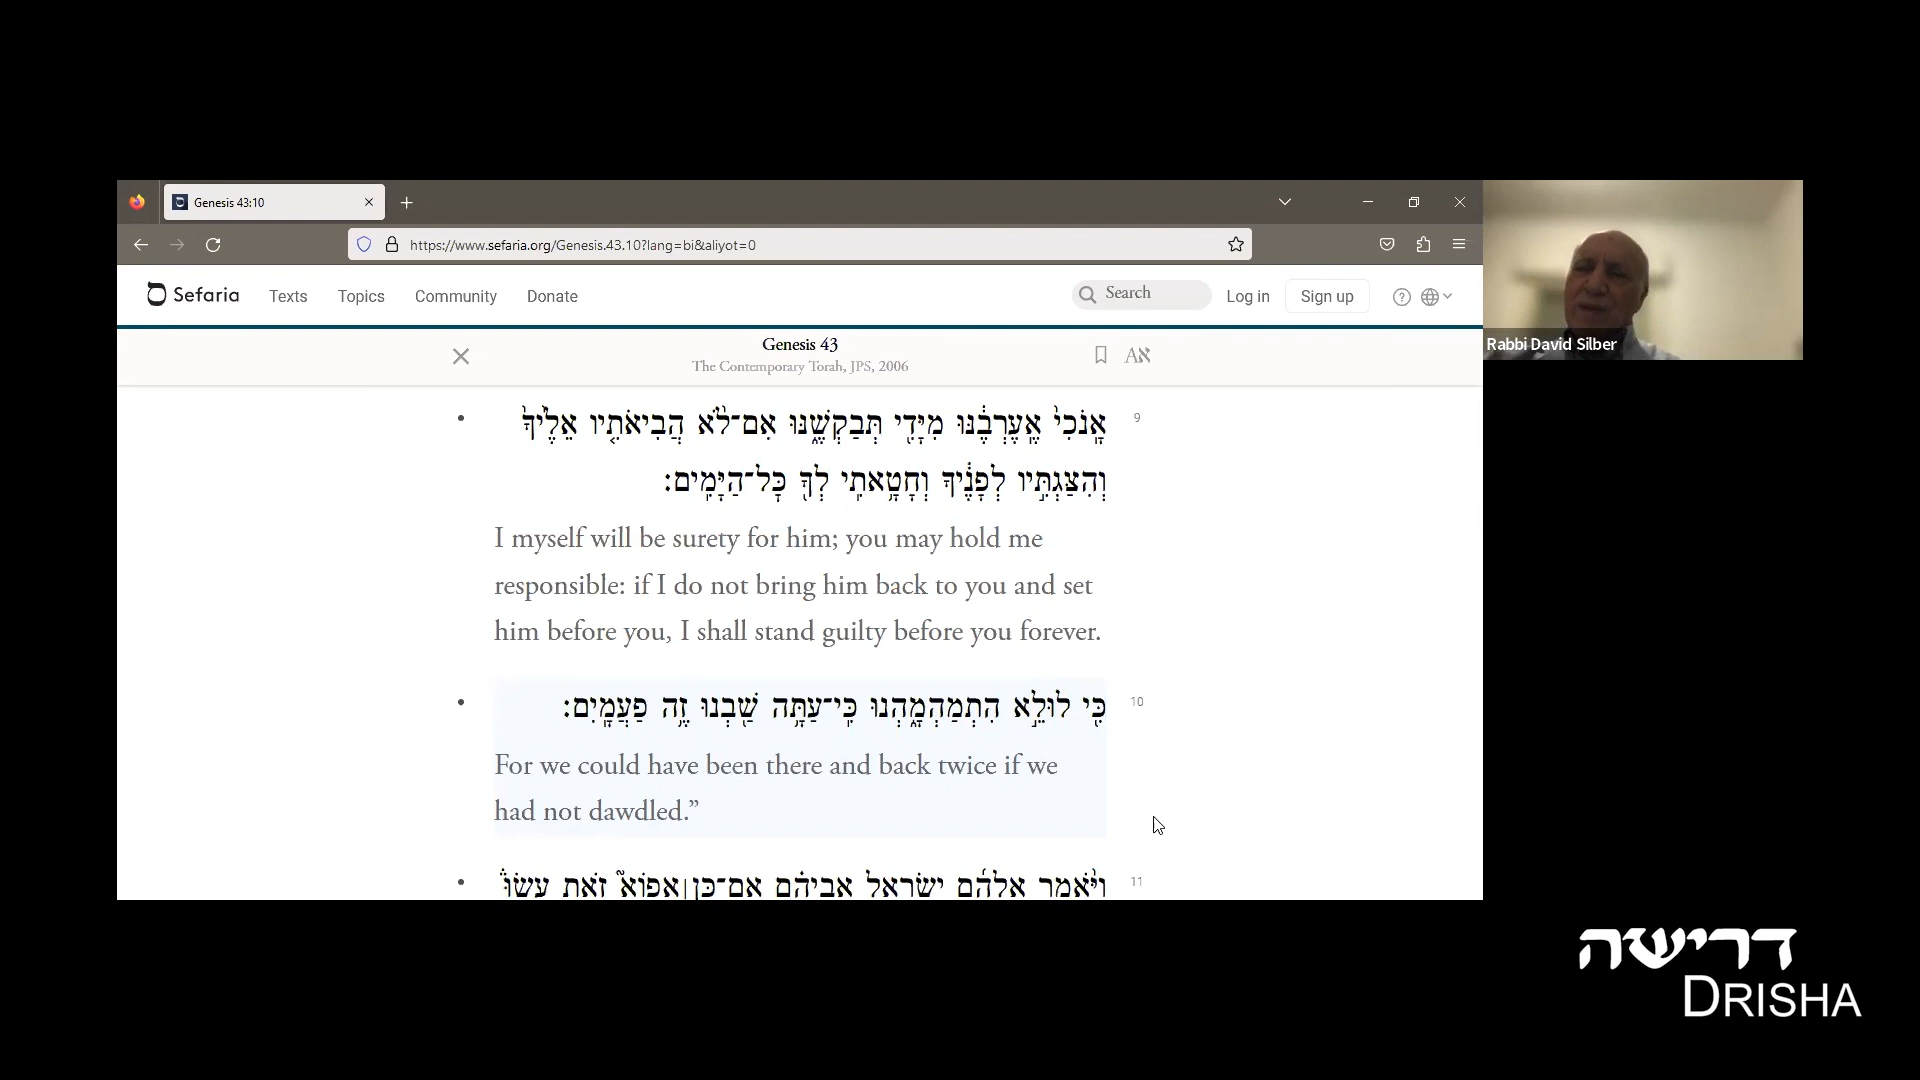 Genesis 43:10
https://www.sefaria.org/Genesis.43.10?lang=bi&aliyot=0
Sefaria Texts Topics Community Donate Search Log in Sign up
Genesis 43
The Contemporary Torah, JPS, 2006
אא A
9
אָֽנֹכִי֙ אֶֽעֶרְבֶ֔נּוּ מִיָּדִ֖י תְּבַקְשֶׁ֑נּוּ אִם־לֹ֨א הֲבִיאֹתִ֤יו אֵלֶ֙יךָ֙
וְהִצַּגְתִּ֣יו לְפָנֶ֔יךָ וְחָטָ֥אתִֽי לְךָ֖ כׇּל־הַיָּמִֽים׃
I myself will be surety for him; you may hold me
responsible: if I do not bring him back to you and set
him before you, I shall stand guilty before you forever.
10
כִּ֖י לוּלֵ֣א הִתְמַהְמָ֑הְנוּ כִּֽי־עַתָּ֥ה שַׁ֖בְנוּ זֶ֥ה פַעֲמָֽיִם׃
For we could have been there and back twice if we
had not dawdled.”
11
וַיֹּ֨אמֶר אֲלֵהֶ֜ם יִשְׂרָאֵ֣ל אֲבִיהֶ֗ם אִם־כֵּ֣ן ׀ אֵפוֹא֮ זֹ֣את עֲשׂוּ֒
Rabbi David Silber
דרישה
DRISHA